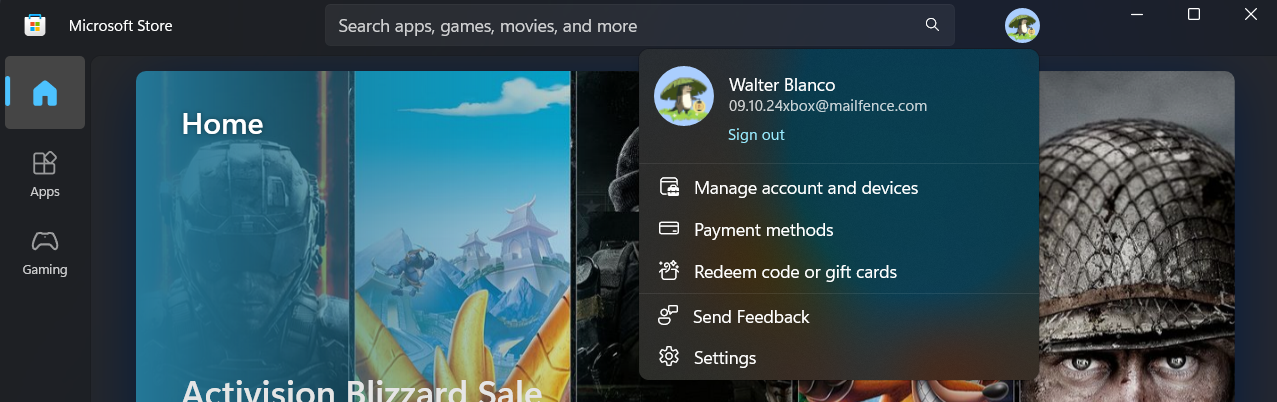 Microsoft Store
Search apps, games, movies, and more
Home
Apps
Gaming
Home
Activision Blizzard Sale
Walter Blanco
09.10.24xbox@mailfence.com
Sign out
Manage account and devices
Payment methods
Redeem code or gift cards
Send Feedback
Settings